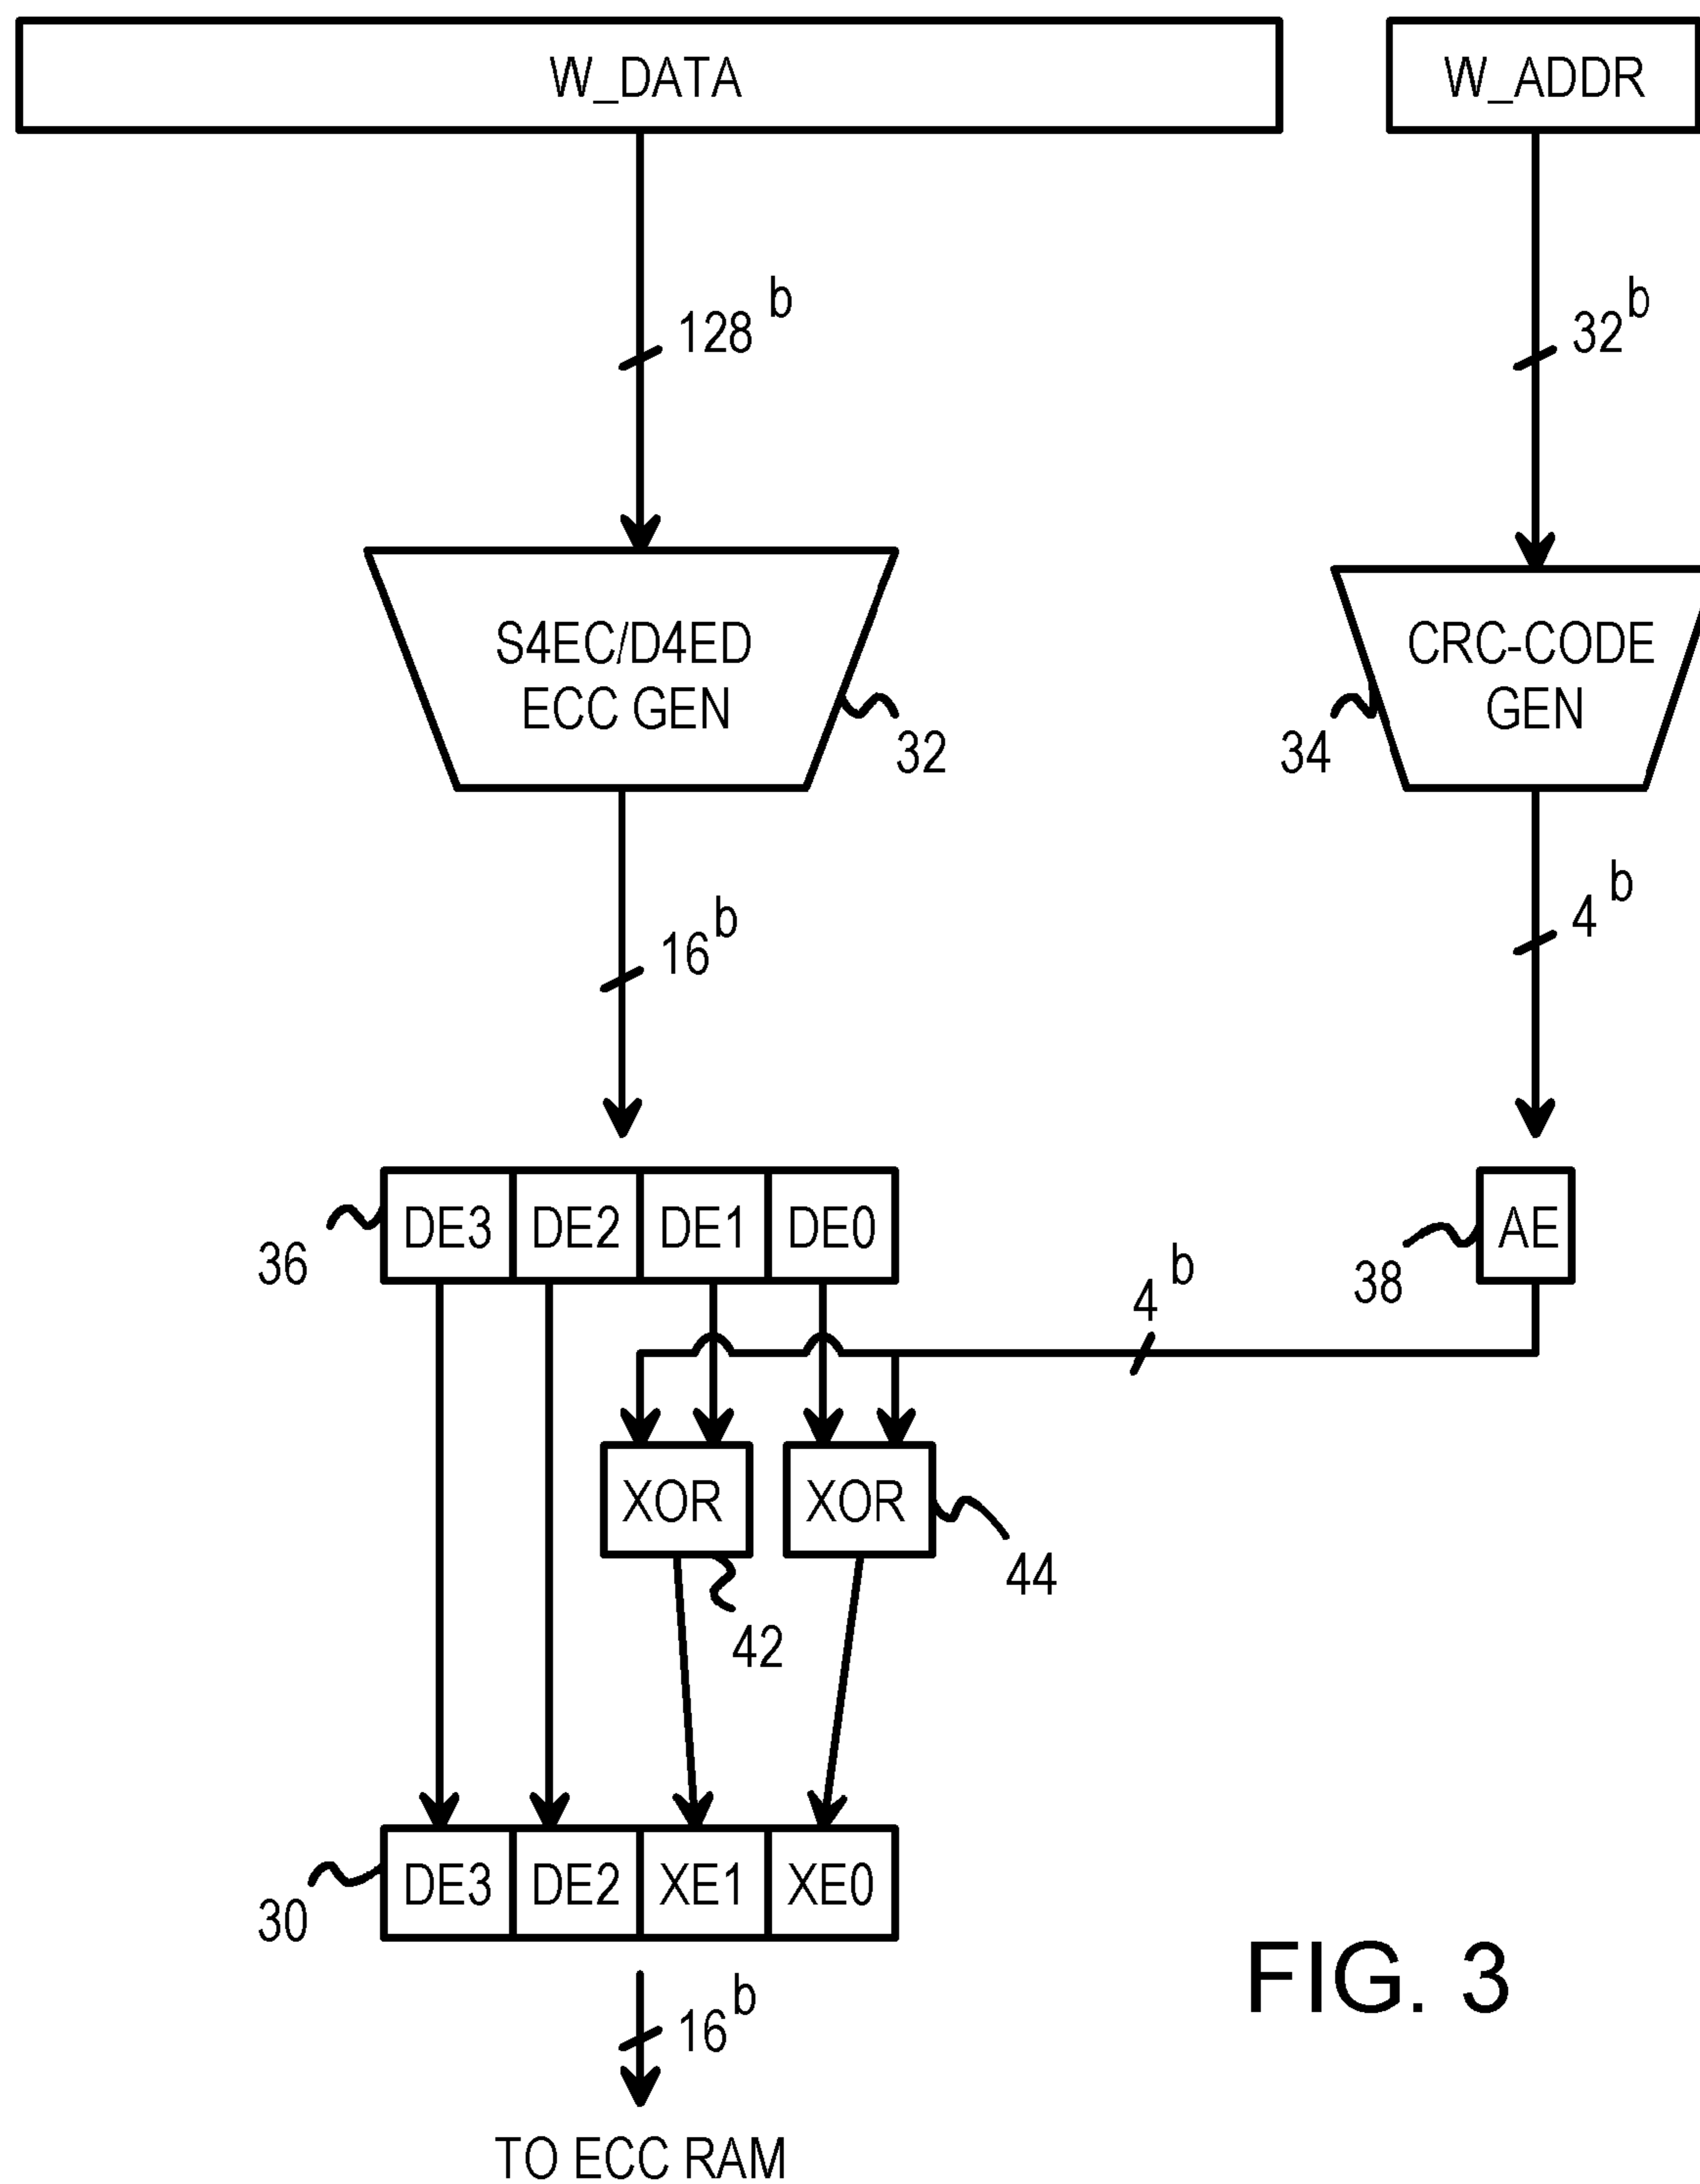 W_DATA
W_ADDR
128 b
32 b
S4EC/D4ED
ECC GEN
32
CRC-CODE
GEN
34
16 b
4 b
DE3 DE2 DE1 DE0
36
AE
38
4 b
XOR
XOR
44
42
DE3 DE2 XE1 XE0
30
16 b
TO ECC RAM
FIG. 3